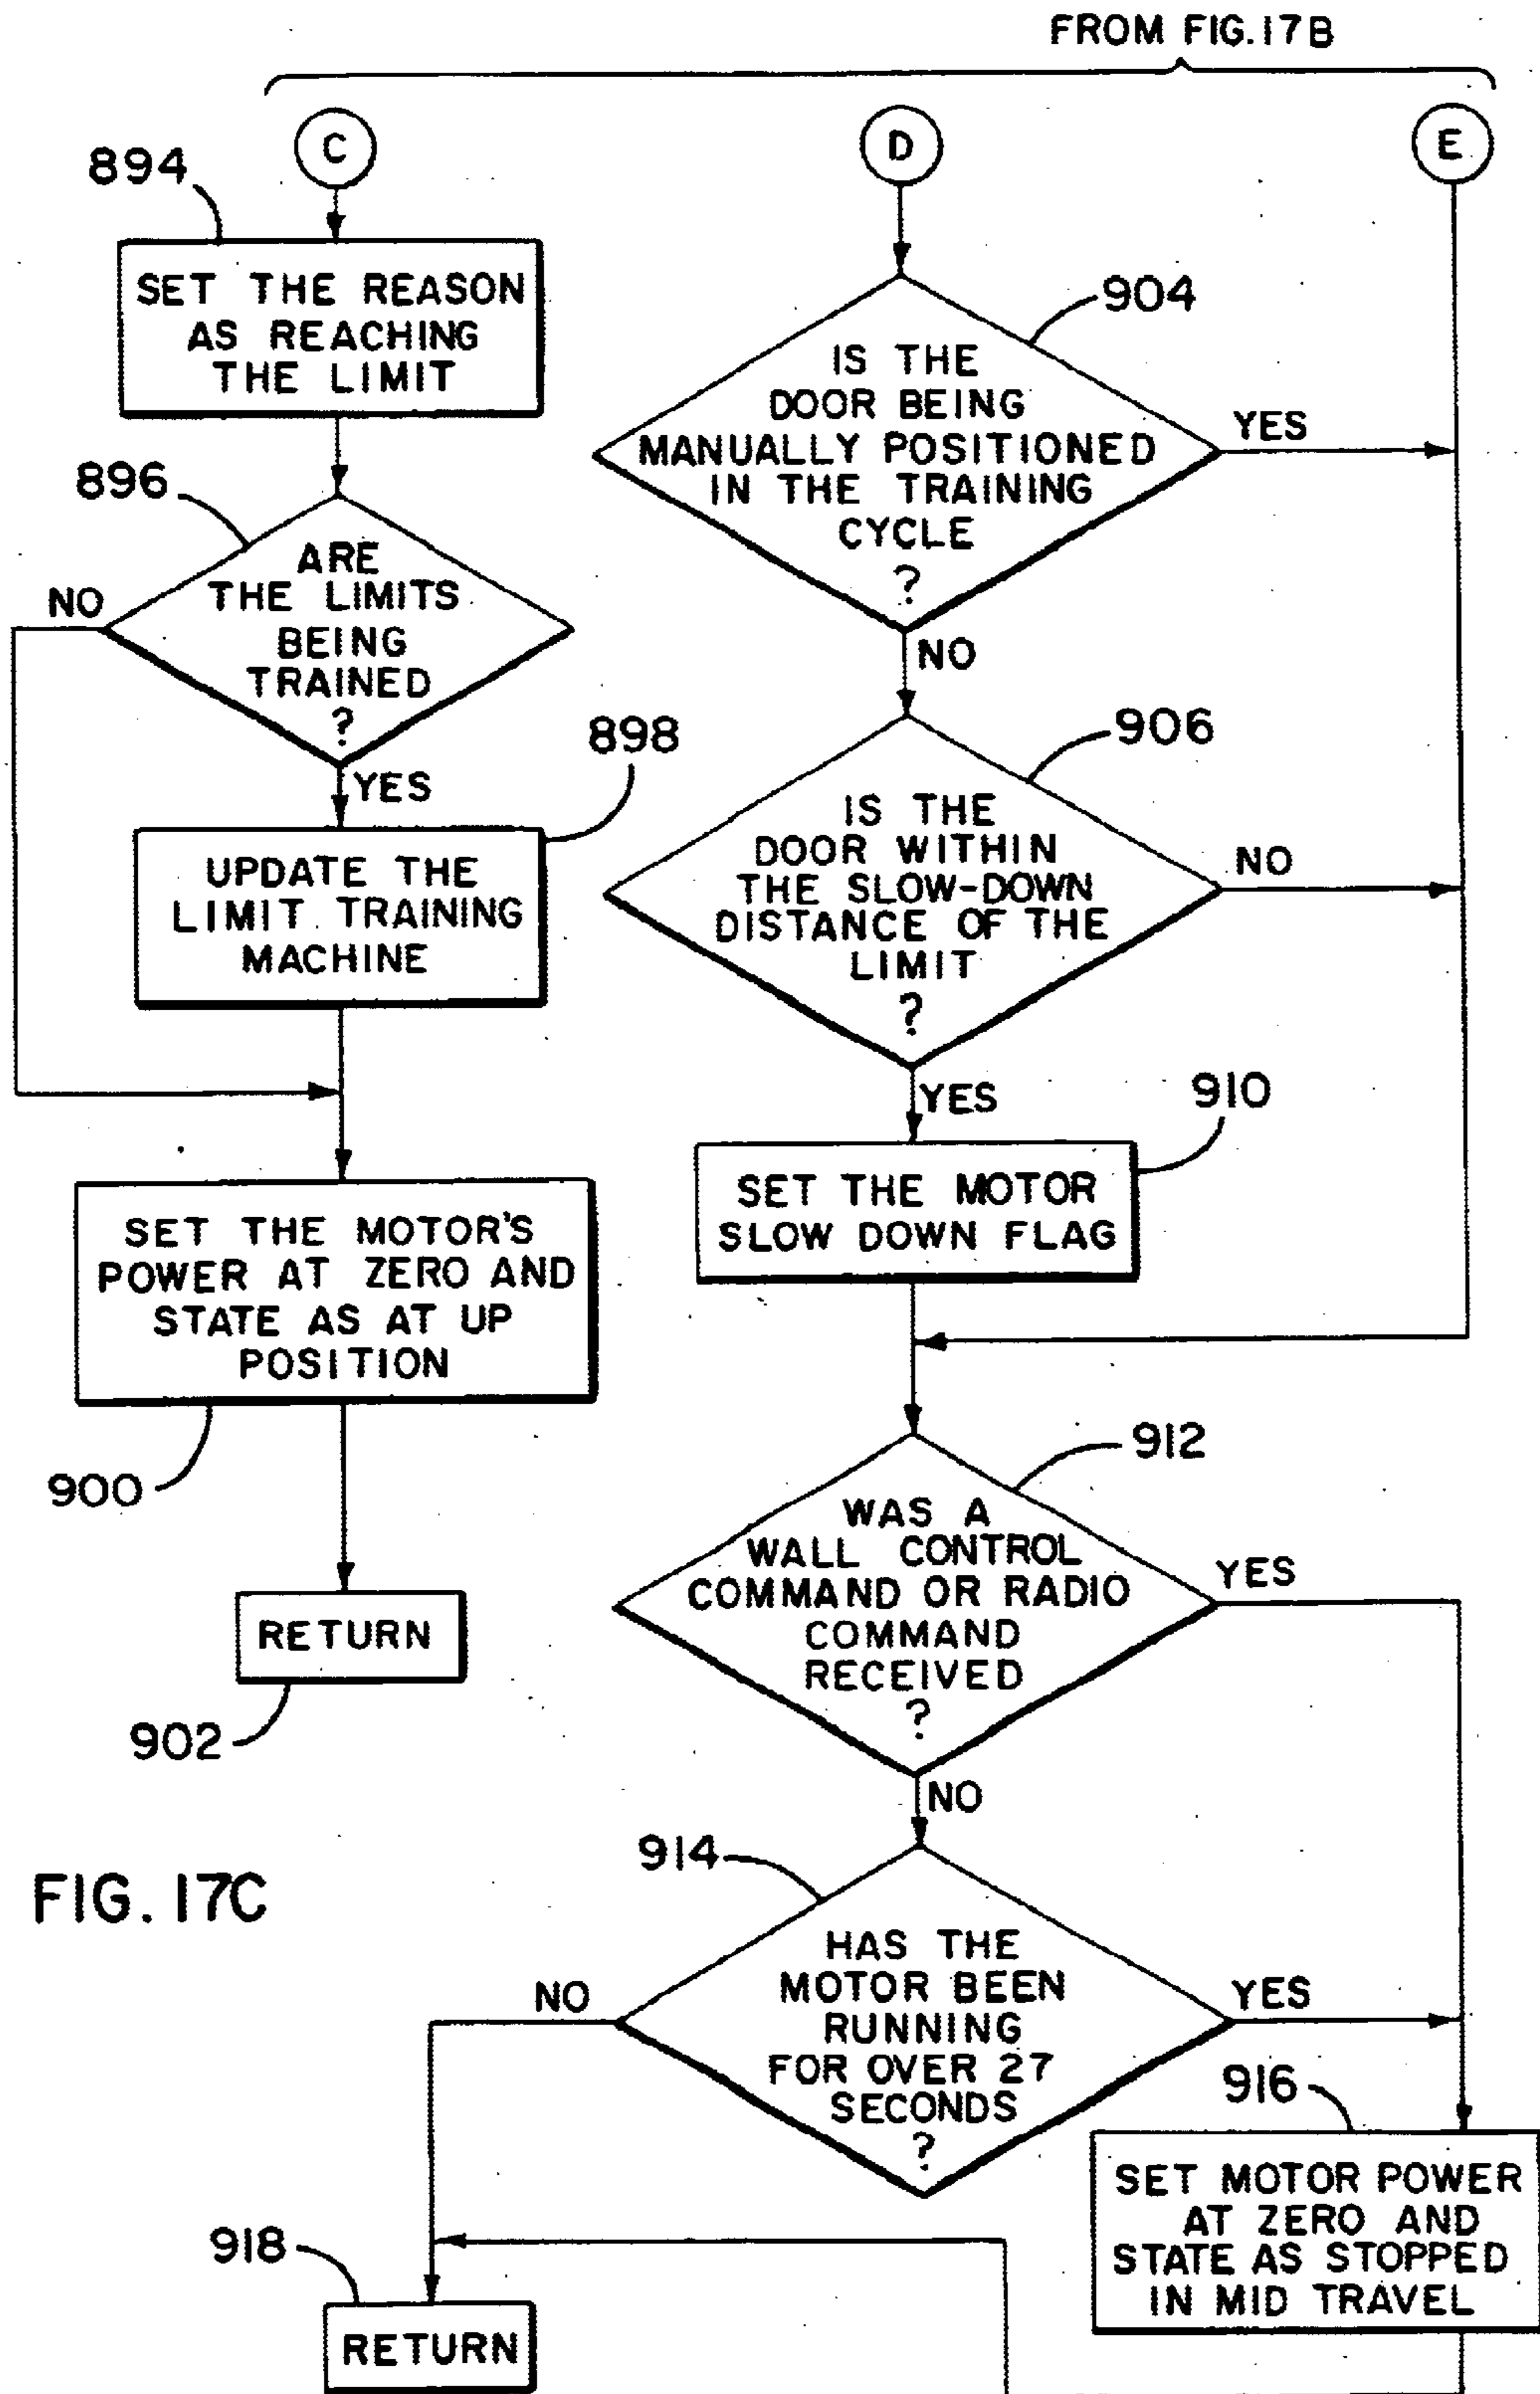 FROM FIG. 17B
C
D
E
894
SET THE REASON
AS REACHING
THE LIMIT
896
ARE
THE LIMITS
BEING
TRAINED
?
NO
YES
898
UPDATE THE
LIMIT TRAINING
MACHINE
SET THE MOTOR'S
POWER AT ZERO AND
STATE AS AT UP
POSITION
900
RETURN
902
904
IS THE
DOOR BEING
MANUALLY POSITIONED
IN THE TRAINING
CYCLE
?
YES
NO
906
IS THE
DOOR WITHIN
THE SLOW-DOWN
DISTANCE OF THE
LIMIT
?
NO
YES
910
SET THE MOTOR
SLOW DOWN FLAG
912
WAS A
WALL CONTROL
COMMAND OR RADIO
COMMAND
RECEIVED
?
YES
NO
914
HAS THE
MOTOR BEEN
RUNNING
FOR OVER 27
SECONDS
?
NO
YES
916
SET MOTOR POWER
AT ZERO AND
STATE AS STOPPED
IN MID TRAVEL
918
RETURN
FIG. 17C